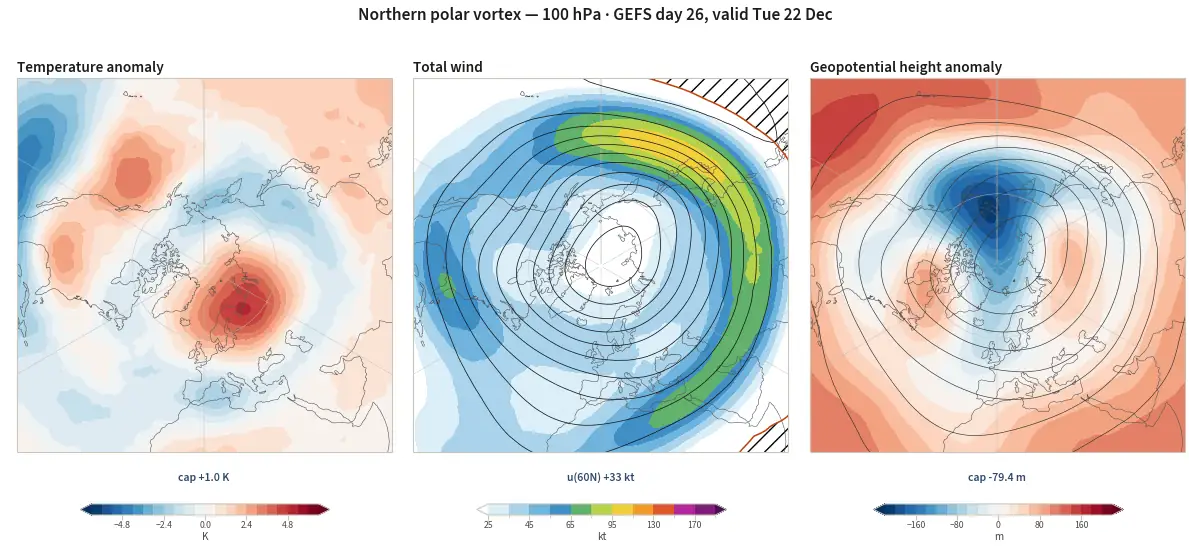 Northern polar vortex — 100 hPa · GEFS day 26, valid Tue 22 Dec
Temperature anomaly
Total wind
Geopotential height anomaly
cap +1.0 K
u(60N) +33 kt
cap -79.4 m
−4.8 −2.4 0.0 2.4 4.8
K
25 45 65 95 130 170
kt
−160 −80 0 80 160
m